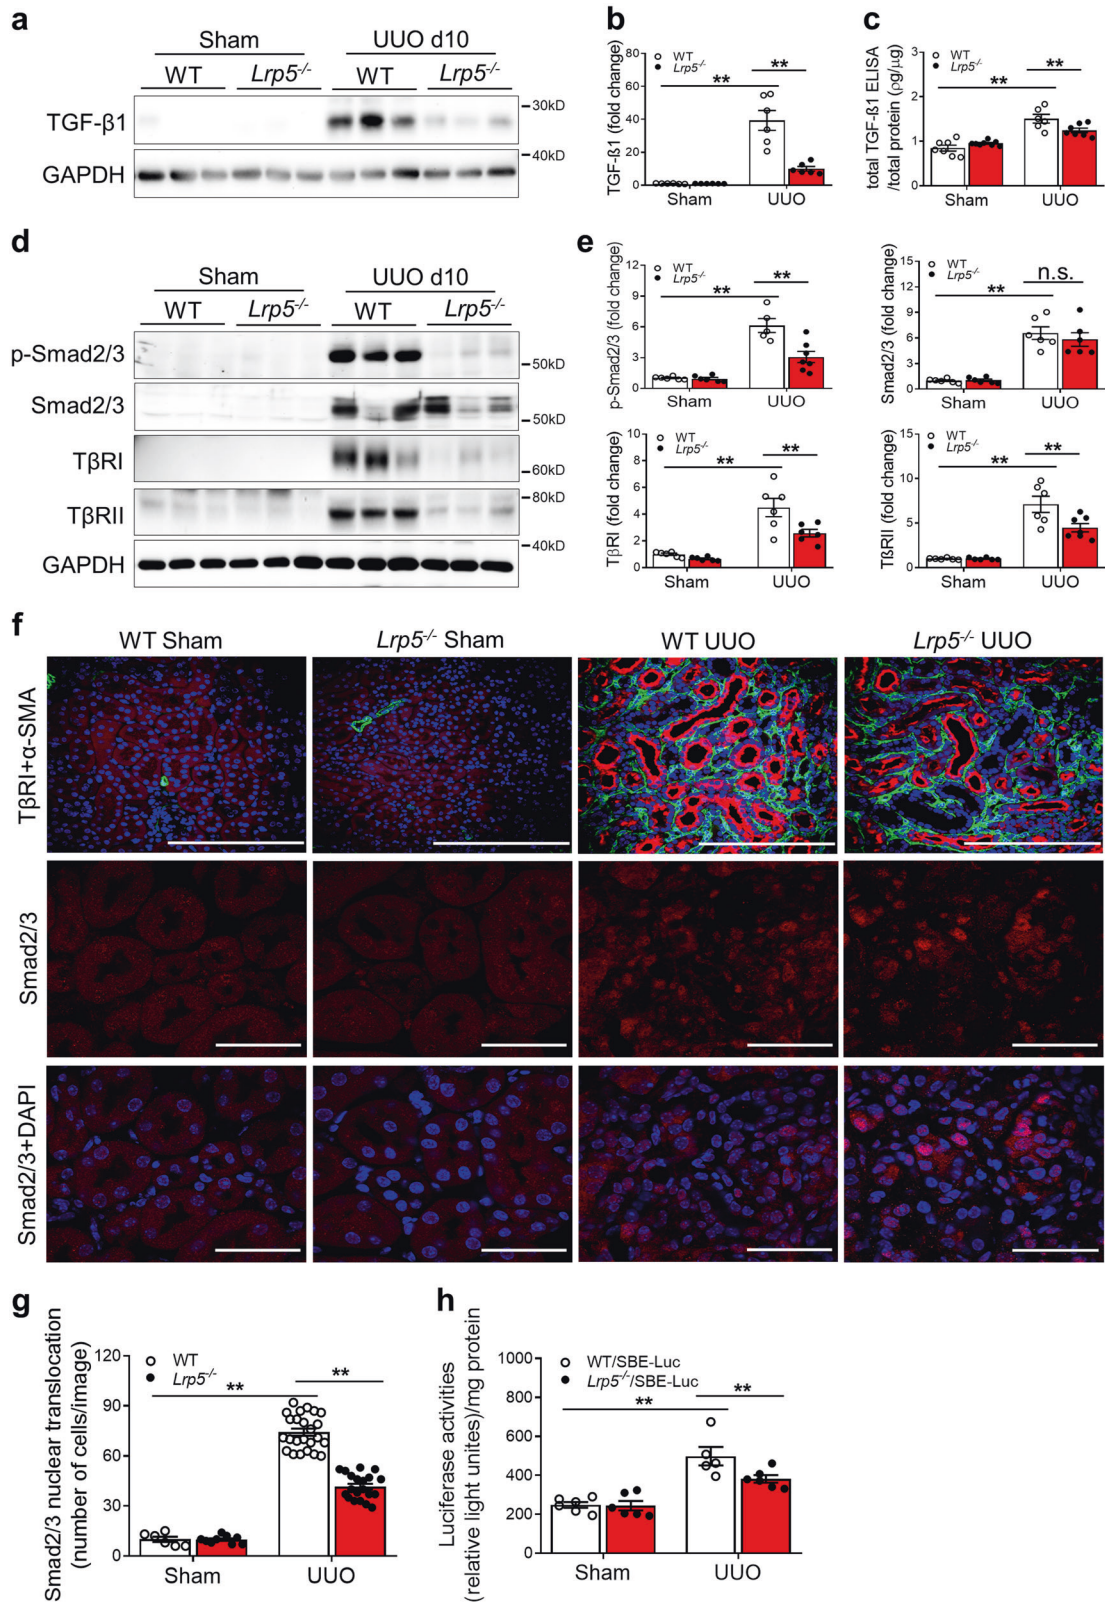 a
Sham
UUO d10
WT
Lrp5-/-
WT
Lrp5-/-
TGF-ß1
30kD
GAPDH
40kD
b
WT
Lrp5-/-
TGF-ß1 (fold change)
80
60
40
20
0
**
**
Sham
UUO
c
WT
Lrp5-/-
total TGF-ß1 ELISA
/total protein (ρg/µg)
3
2
1
0
**
**
Sham
UUO
d
Sham
UUO d10
WT
Lrp5-/-
WT
Lrp5-/-
p-Smad2/3
50kD
Smad2/3
50kD
TβRI
60kD
TβRII
80kD
GAPDH
40kD
e
WT
Lrp5-/-
p-Smad2/3 (fold change)
12
9
6
3
0
**
**
Sham
UUO
WT
Lrp5-/-
Smad2/3 (fold change)
15
12
9
6
3
0
**
n.s.
Sham
UUO
WT
Lrp5-/-
TβRI (fold change)
10
8
6
4
2
0
**
**
Sham
UUO
WT
Lrp5-/-
TßRII (fold change)
15
10
5
0
**
**
Sham
UUO
f
WT Sham
Lrp5-/- Sham
WT UUO
Lrp5-/- UUO
TβRI+α-SMA
Smad2/3
Smad2/3+DAPI
g
WT
Lrp5-/-
Smad2/3 nuclear translocation
(number of cells/image)
120
90
60
30
0
**
**
Sham
UUO
h
WT/SBE-Luc
Lrp5-/-/SBE-Luc
Luciferase activities
(relative light unites)/mg protein
1000
800
600
400
200
0
**
**
Sham
UUO